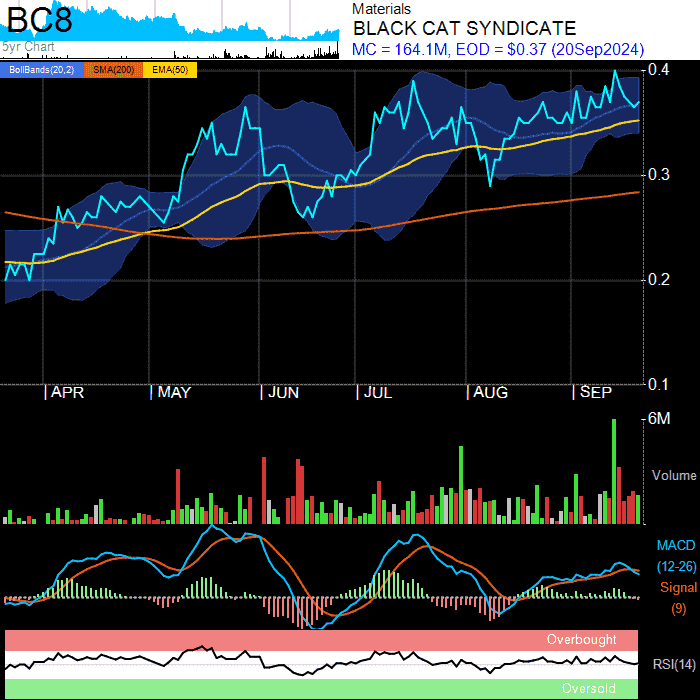 BC8
5yr Chart
Materials
BLACK CAT SYNDICATE
MC = 164.1M, EOD = $0.37 (20Sep2024)
BollBands(20,2) SMA(200) EMA(50)
0.4
0.3
0.2
0.1
APR MAY JUN JUL AUG SEP
6M
Volume
MACD
(12-26)
Signal
(9)
Overbought
RSI(14)
Oversold